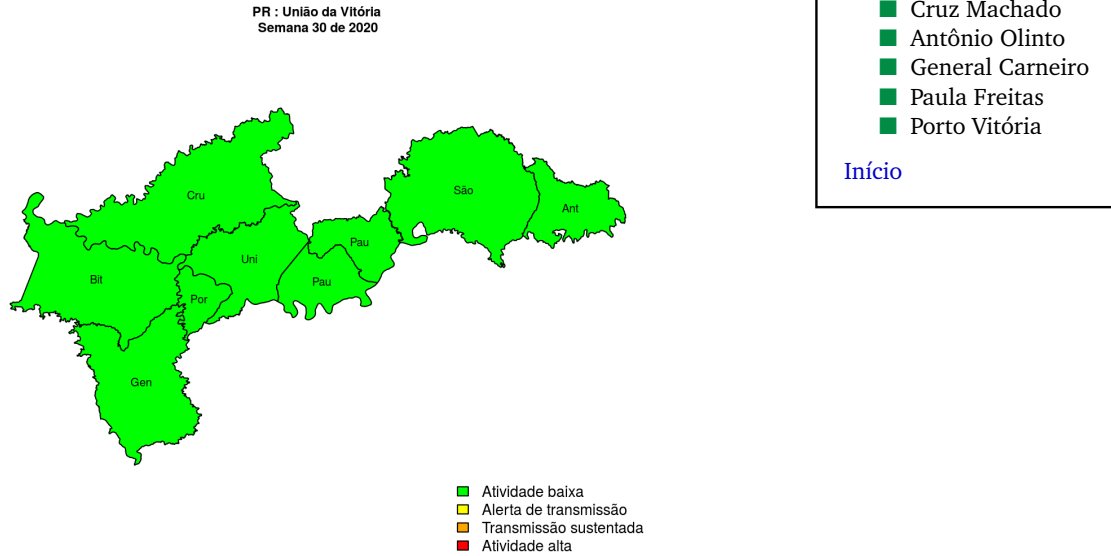 PR : União da Vitória
Semana 30 de 2020
Cru
São
Ant
Pau
Uni
Bit
Pau
Por
Gen
Atividade baixa
Alerta de transmissão
Transmissão sustentada
Atividade alta
Cruz Machado
Antônio Olinto
General Carneiro
Paula Freitas
Porto Vitória
Início